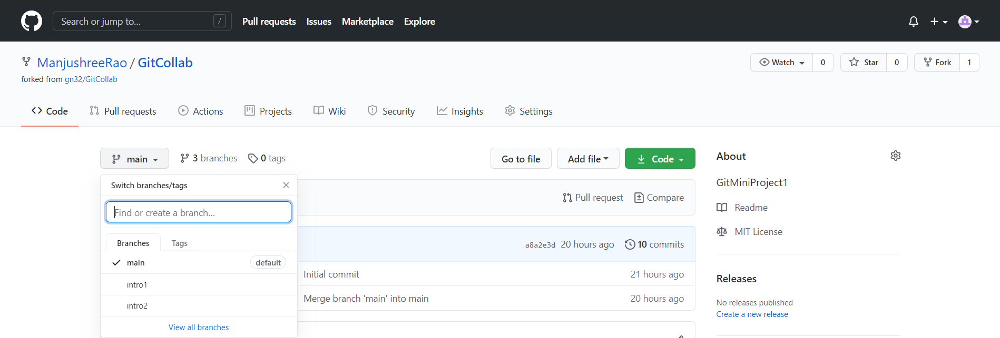 Search or jump to... /
Pull requests Issues Marketplace Explore
ManjushreeRao / GitCollab
forked from gn32/GitCollab
Watch 0 Star 0 Fork 1
Code Pull requests Actions Projects Wiki Security Insights Settings
main 3 branches 0 tags
Go to file Add file Code
Switch branches/tags
Find or create a branch...
Branches Tags
main default
intro1
intro2
View all branches
Pull request Compare
a8a2e3d 20 hours ago 10 commits
Initial commit 21 hours ago
Merge branch 'main' into main 20 hours ago
About
GitMiniProject1
Readme
MIT License
Releases
No releases published
Create a new release